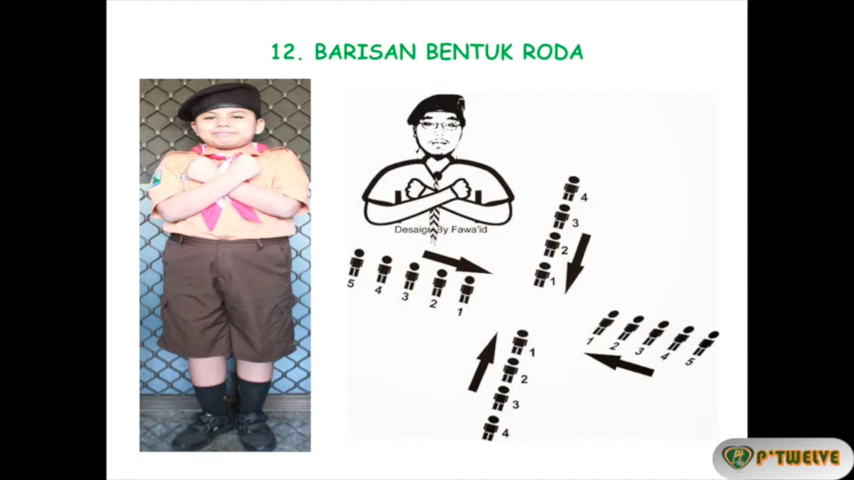 12. BARISAN BENTUK RODA
Desaign By Fawa'id
4
3
2
1
5 4 3 2 1
1 2 3 4 5
1
2
3
4
P'TWELVE